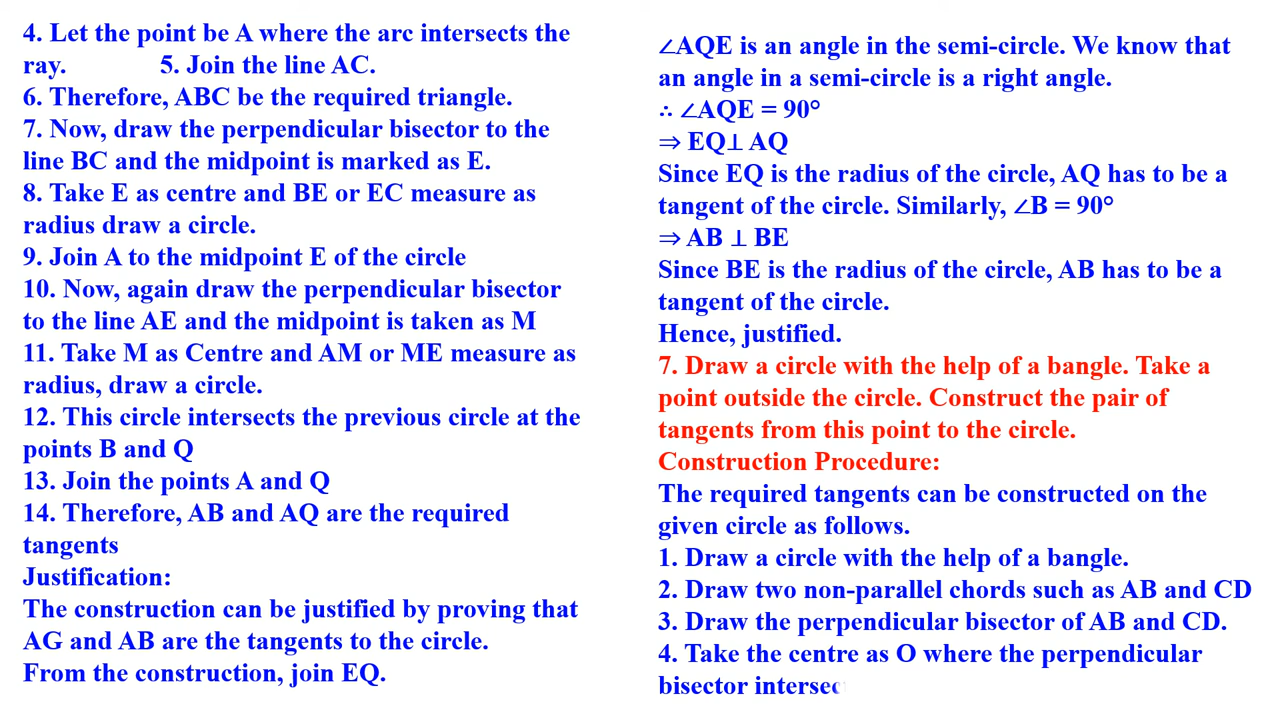 4. Let the point be A where the arc intersects the
ray. 5. Join the line AC.
6. Therefore, ABC be the required triangle.
7. Now, draw the perpendicular bisector to the
line BC and the midpoint is marked as E.
8. Take E as centre and BE or EC measure as
radius draw a circle.
9. Join A to the midpoint E of the circle
10. Now, again draw the perpendicular bisector
to the line AE and the midpoint is taken as M
11. Take M as Centre and AM or ME measure as
radius, draw a circle.
12. This circle intersects the previous circle at the
points B and Q
13. Join the points A and Q
14. Therefore, AB and AQ are the required
tangents
Justification:
The construction can be justified by proving that
AG and AB are the tangents to the circle.
From the construction, join EQ.
∠AQE is an angle in the semi-circle. We know that
an angle in a semi-circle is a right angle.
∴ ∠AQE = 90°
⇒ EQ⊥ AQ
Since EQ is the radius of the circle, AQ has to be a
tangent of the circle. Similarly, ∠B = 90°
⇒ AB ⊥ BE
Since BE is the radius of the circle, AB has to be a
tangent of the circle.
Hence, justified.
7. Draw a circle with the help of a bangle. Take a
point outside the circle. Construct the pair of
tangents from this point to the circle.
Construction Procedure:
The required tangents can be constructed on the
given circle as follows.
1. Draw a circle with the help of a bangle.
2. Draw two non-parallel chords such as AB and CD
3. Draw the perpendicular bisector of AB and CD.
4. Take the centre as O where the perpendicular
bisector